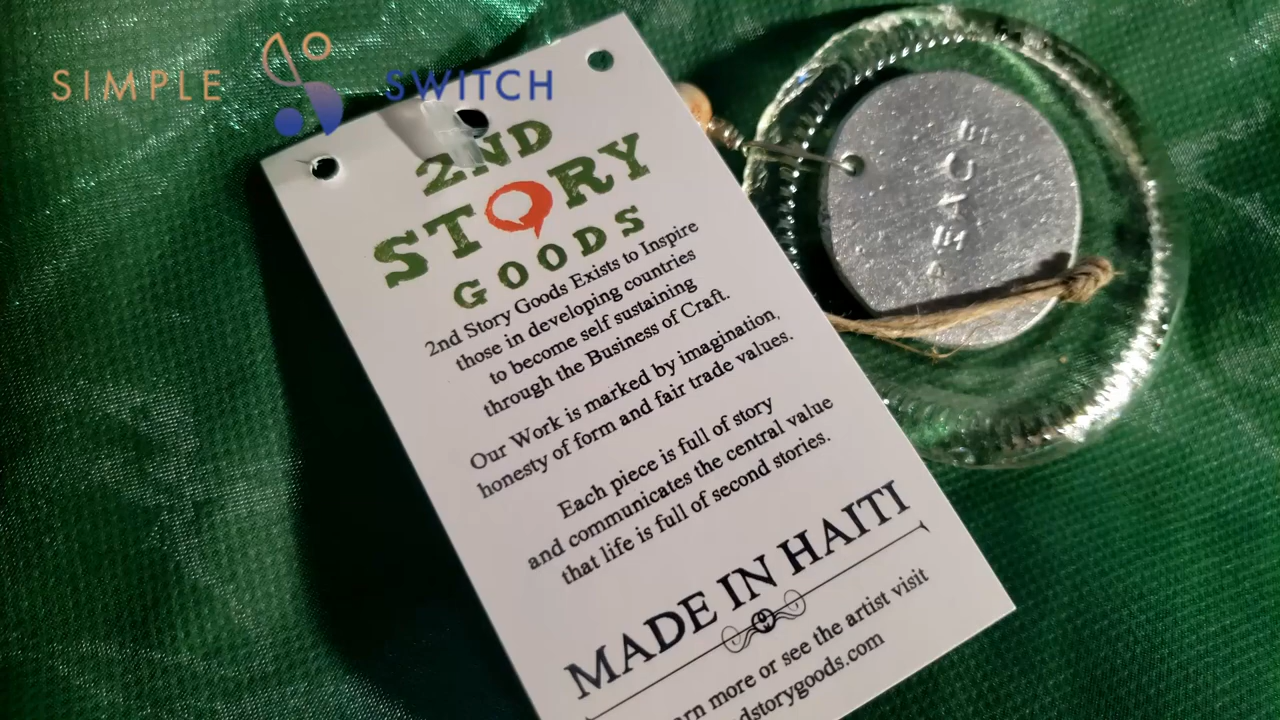 SIMPLE SWITCH
2ND
STORY
GOODS
2nd Story Goods Exists to Inspire
those in developing countries
to become self sustaining
through the Business of Craft.
Our Work is marked by imagination,
honesty of form and fair trade values.
Each piece is full of story
and communicates the central value
that life is full of second stories.
MADE IN HAITI
more or see the artist visit